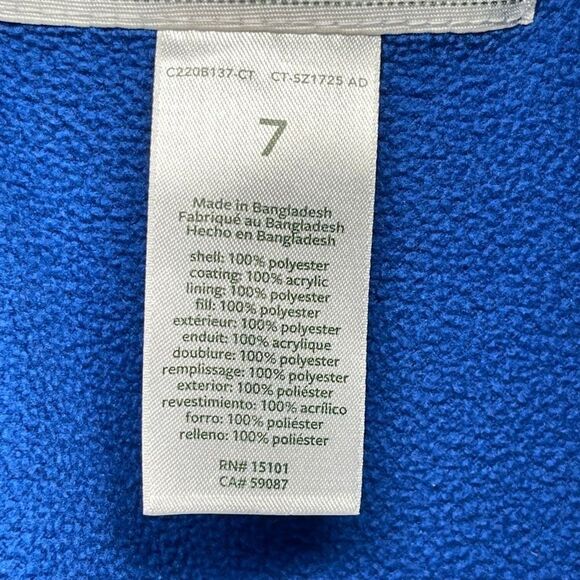 C220B137-CT CT-SZ1725 AD
7
Made in Bangladesh
Fabriqué au Bangladesh
Hecho en Bangladesh
shell: 100% polyester
coating: 100% acrylic
lining: 100% polyester
fill: 100% polyester
extérieur: 100% polyester
enduit: 100% acrylique
doublure: 100% polyester
remplissage: 100% polyester
exterior: 100% poliéster
revestimiento: 100% acrílico
forro: 100% poliéster
relleno: 100% poliéster
RN# 15101
CA# 59087